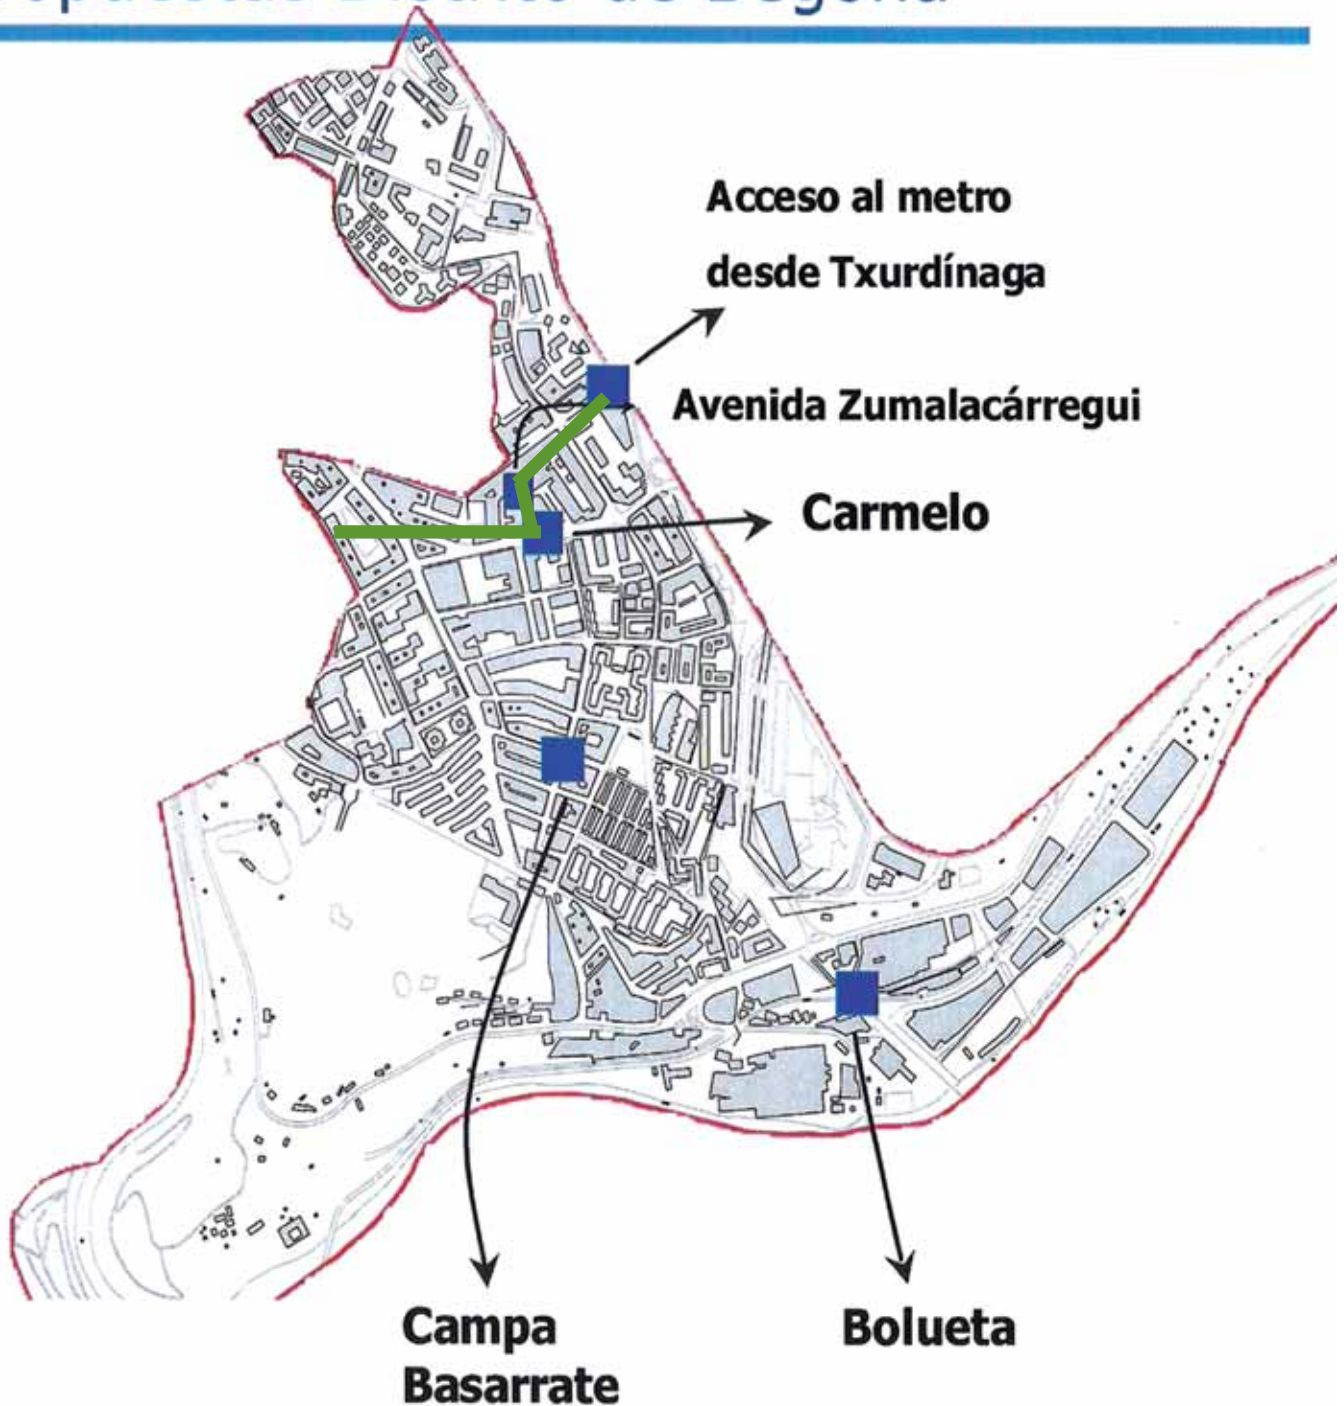 Acceso al metro
desde Txurdínaga
Avenida Zumalacárregui
Carmelo
Campa
Basarrate
Bolueta